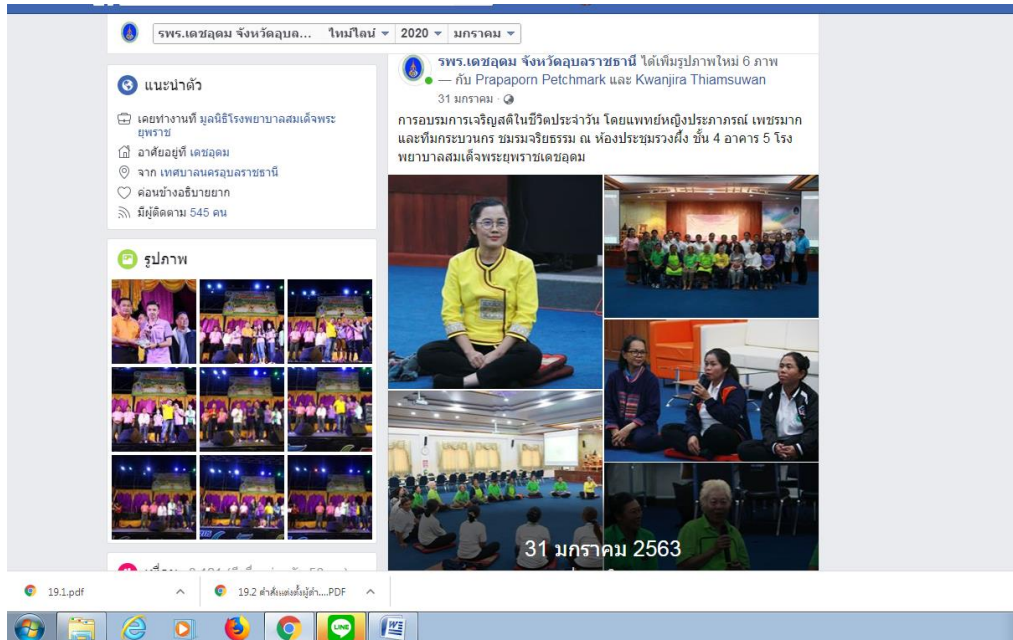 รพร.เดชอุดม จังหวัดอุบล... ไทม์ไลน์ 2020 มกราคม
แนะนำตัว
เคยทำงานที่ มูลนิธิโรงพยาบาลสมเด็จพระ
ยุพราช
อาศัยอยู่ที่ เดชอุดม
จาก เทศบาลนครอุบลราชธานี
ค่อนข้างอธิบายยาก
มีผู้ติดตาม 545 คน
รูปภาพ
รพร.เดชอุดม จังหวัดอุบลราชธานี ได้เพิ่มรูปภาพใหม่ 6 ภาพ
— กับ Prapaporn Petchmark และ Kwanjira Thiamsuwan
31 มกราคม ·
การอบรมการเจริญสติในชีวิตประจำวัน โดยแพทย์หญิงประภาภรณ์ เพชรมาก
และทีมกระบวนกร ชมรมจริยธรรม ณ ห้องประชุมรวงผึ้ง ชั้น 4 อาคาร 5 โรง
พยาบาลสมเด็จพระยุพราชเดชอุดม
31 มกราคม 2563
19.1.pdf
19.2 คำสั่งแต่งตั้งผู้ดำ....PDF
LINE